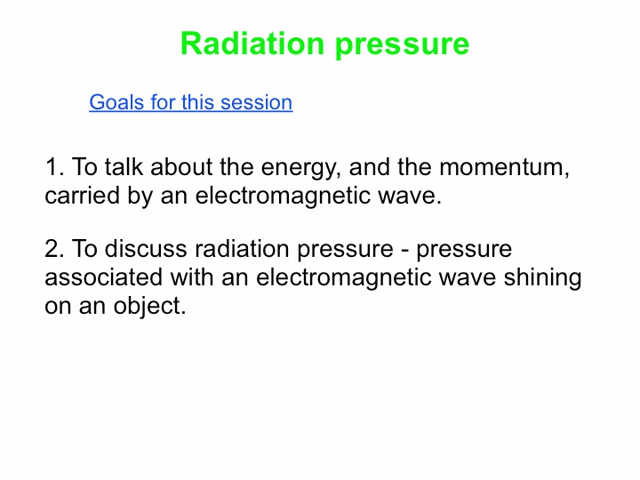 Radiation pressure
Goals for this session
1. To talk about the energy, and the momentum,
carried by an electromagnetic wave.
2. To discuss radiation pressure - pressure
associated with an electromagnetic wave shining
on an object.